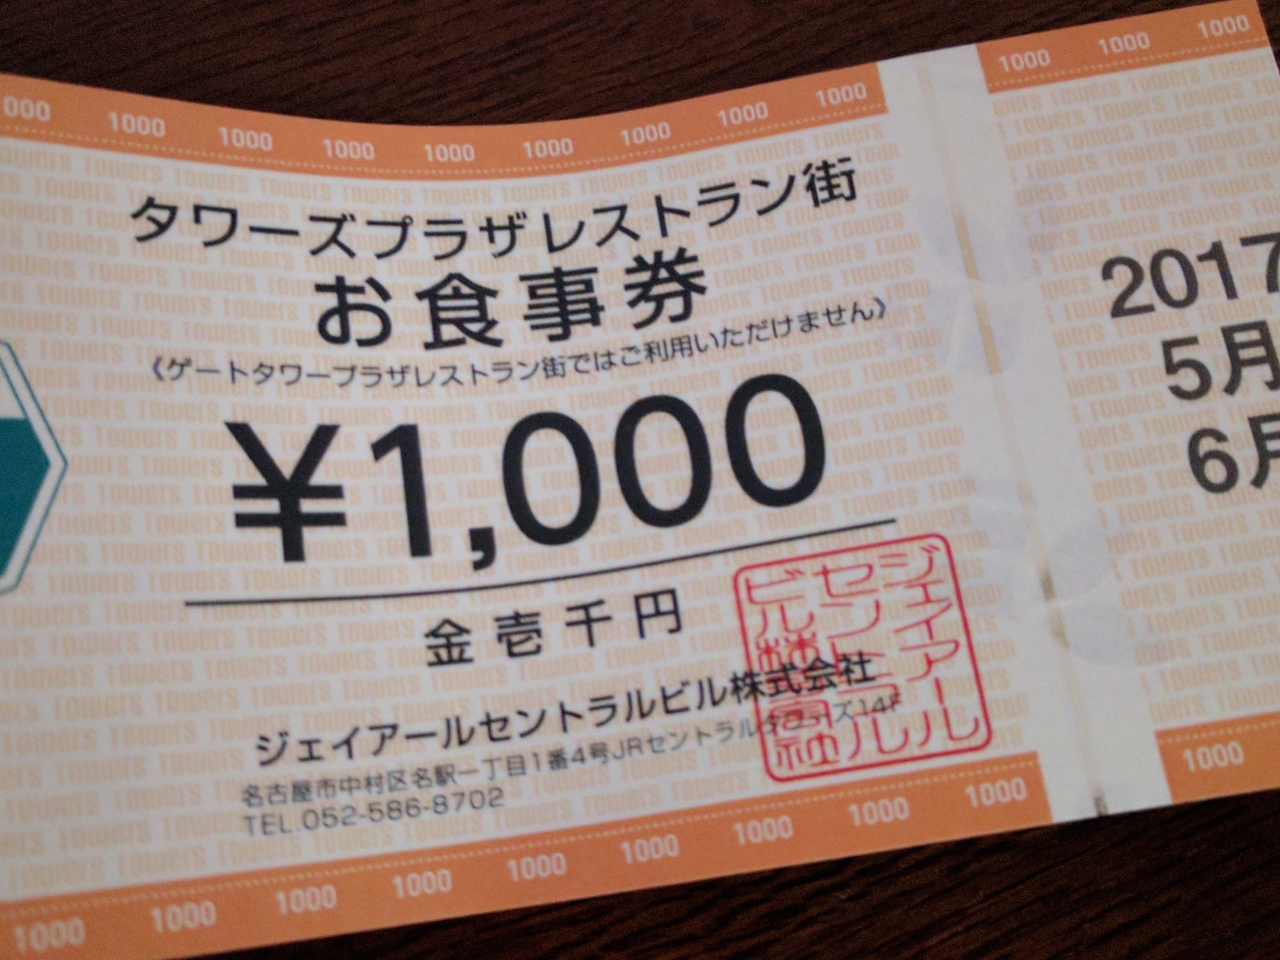 1000 1000 1000 1000 1000 1000 1000 1000
タワーズプラザレストラン街
お食事券
《ゲートタワープラザレストラン街ではご利用いただけません》
¥1,000
金壱千円
ジェイアールセントラルビル株式会社
名古屋市中村区名駅一丁目1番4号JRセントラルタワーズ14F
TEL.052-586-8702
ジェイアール
セントラル
ビル株式会社
1000 1000 1000 1000 1000 1000 1000 1000 1000
1000 1000 1000
2017
5月
6月
1000